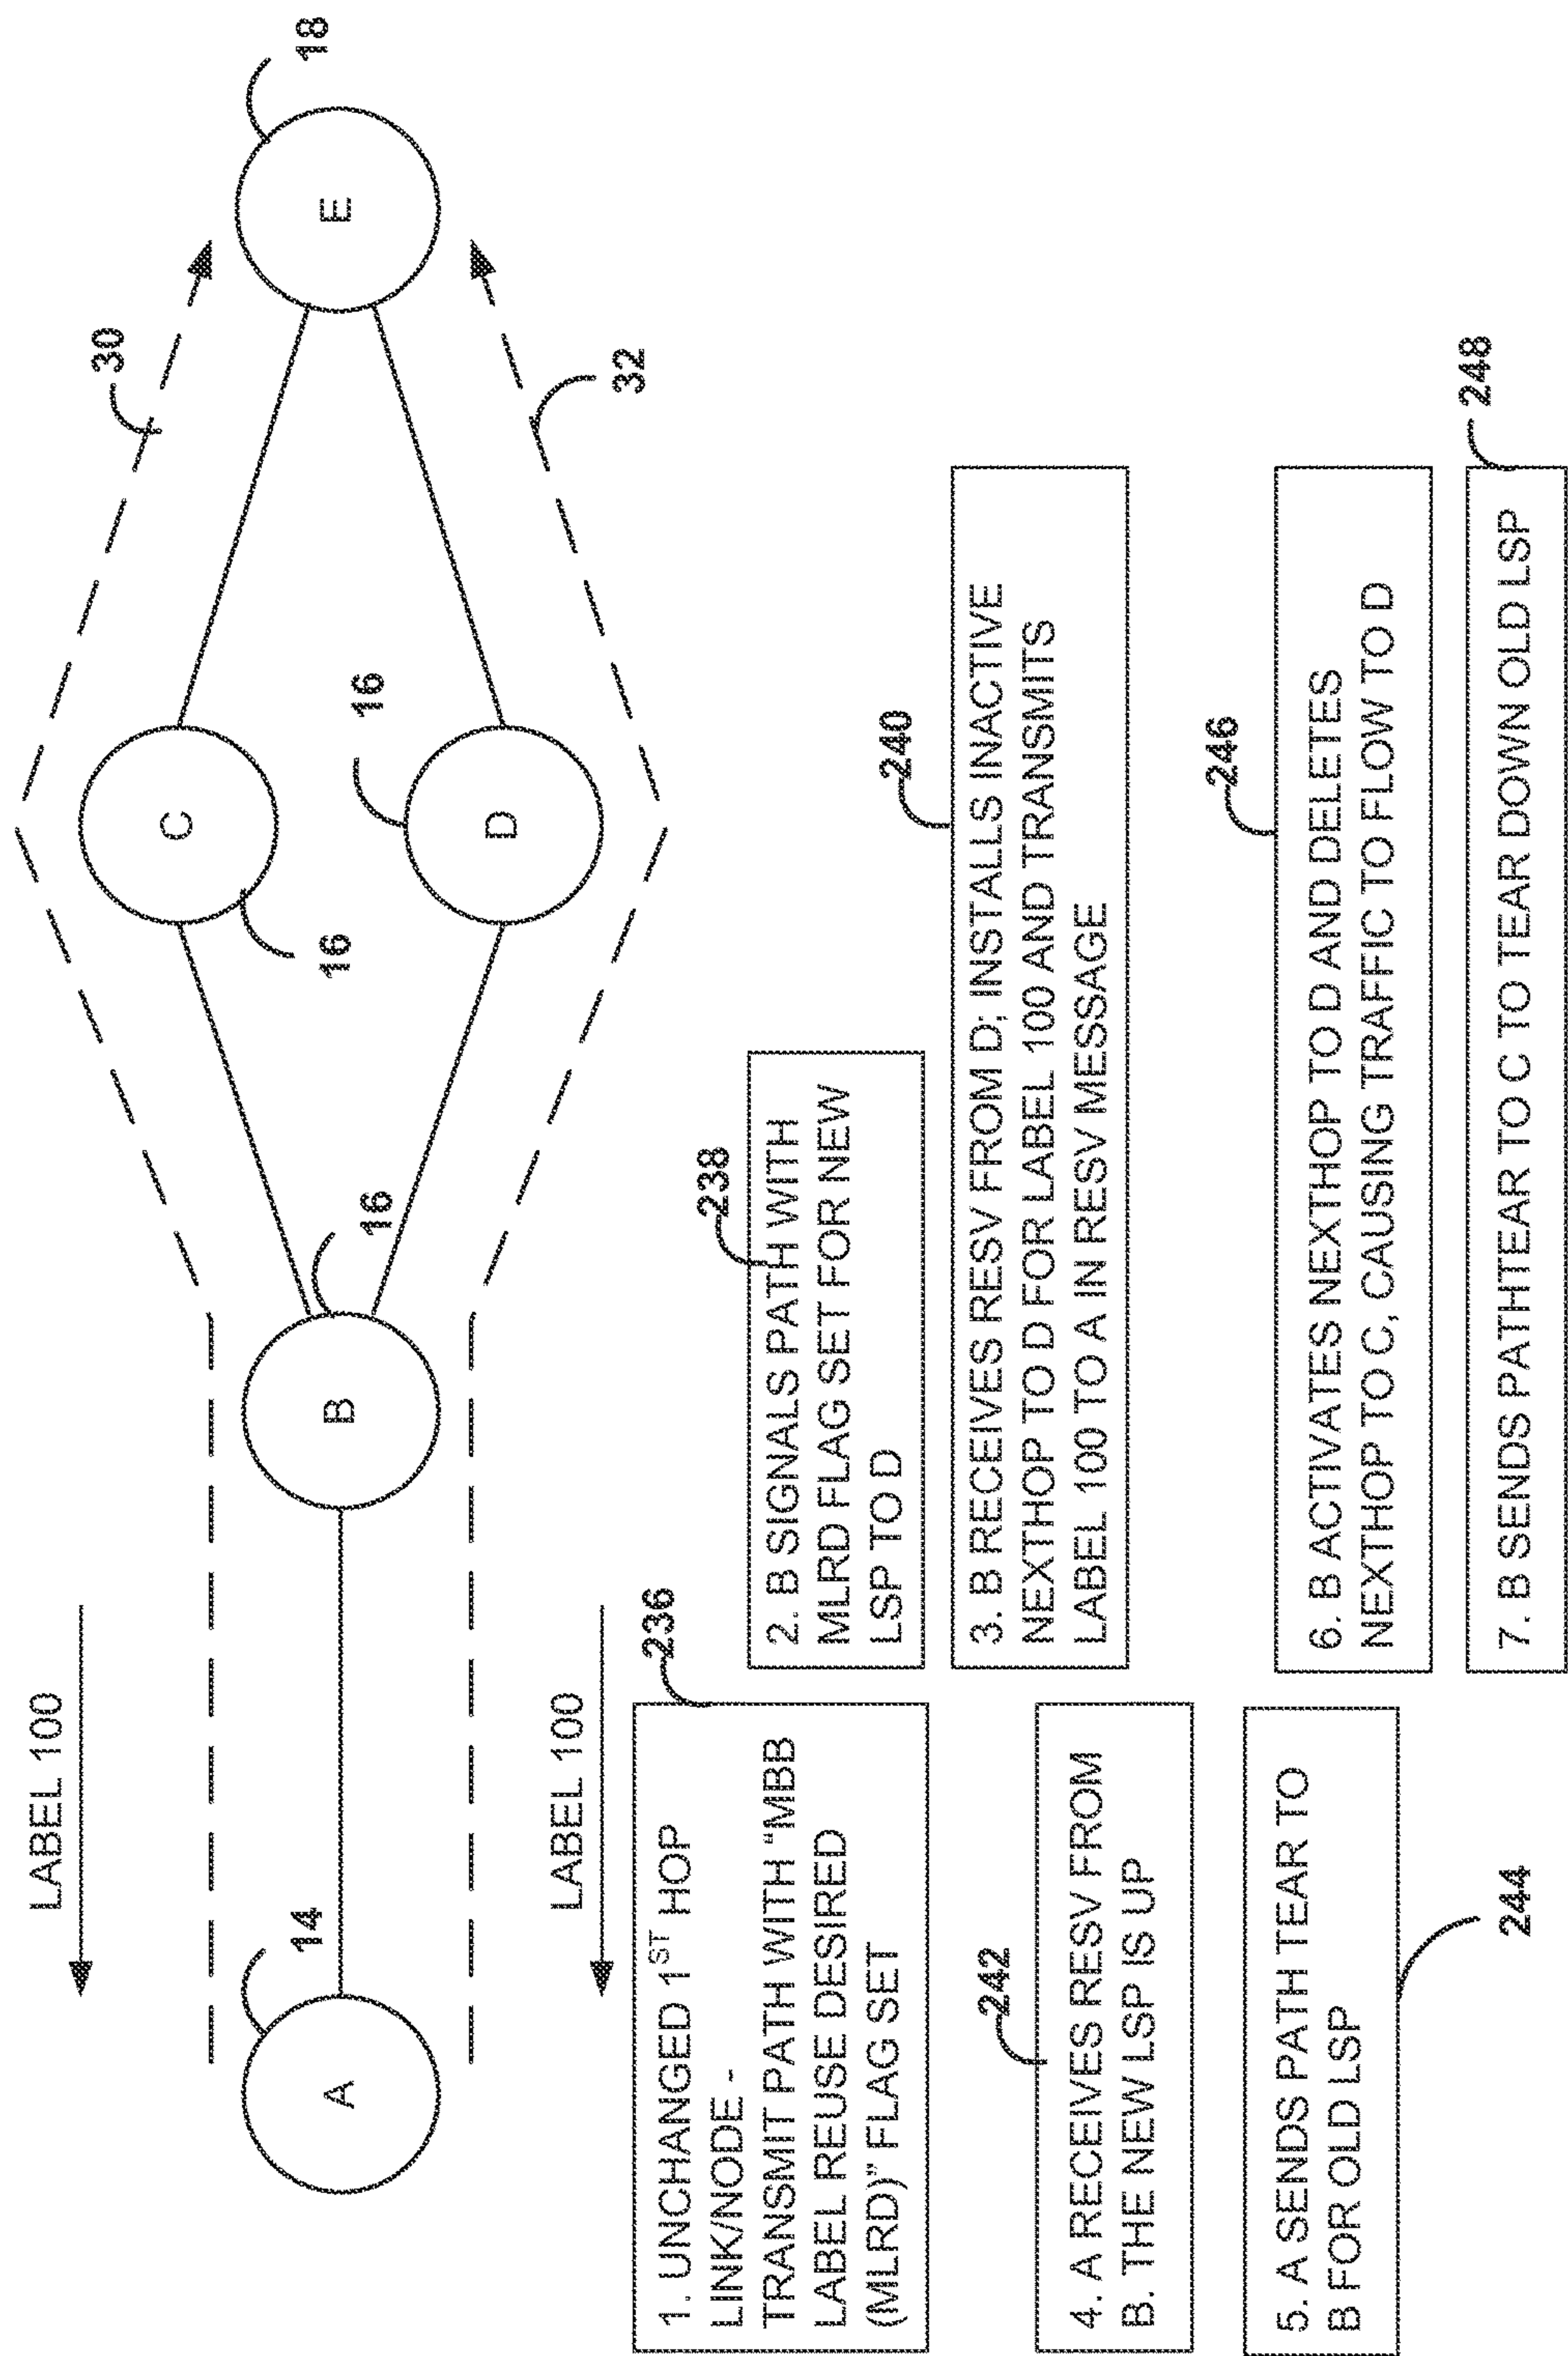 LABEL 100
30
18
14
A
B
16
C
16
D
16
E
LABEL 100
32
236
1. UNCHANGED 1ST HOP
LINK/NODE -
TRANSMIT PATH WITH "MBB
LABEL REUSE DESIRED
(MLRD)" FLAG SET
238
2. B SIGNALS PATH WITH
MLRD FLAG SET FOR NEW
LSP TO D
240
3. B RECEIVES RESV FROM D; INSTALLS INACTIVE
NEXTHOP TO D FOR LABEL 100 AND TRANSMITS
LABEL 100 TO A IN RESV MESSAGE
242
4. A RECEIVES RESV FROM
B. THE NEW LSP IS UP
5. A SENDS PATH TEAR TO
B FOR OLD LSP
244
246
6. B ACTIVATES NEXTHOP TO D AND DELETES
NEXTHOP TO C, CAUSING TRAFFIC TO FLOW TO D
248
7. B SENDS PATHTEAR TO C TO TEAR DOWN OLD LSP